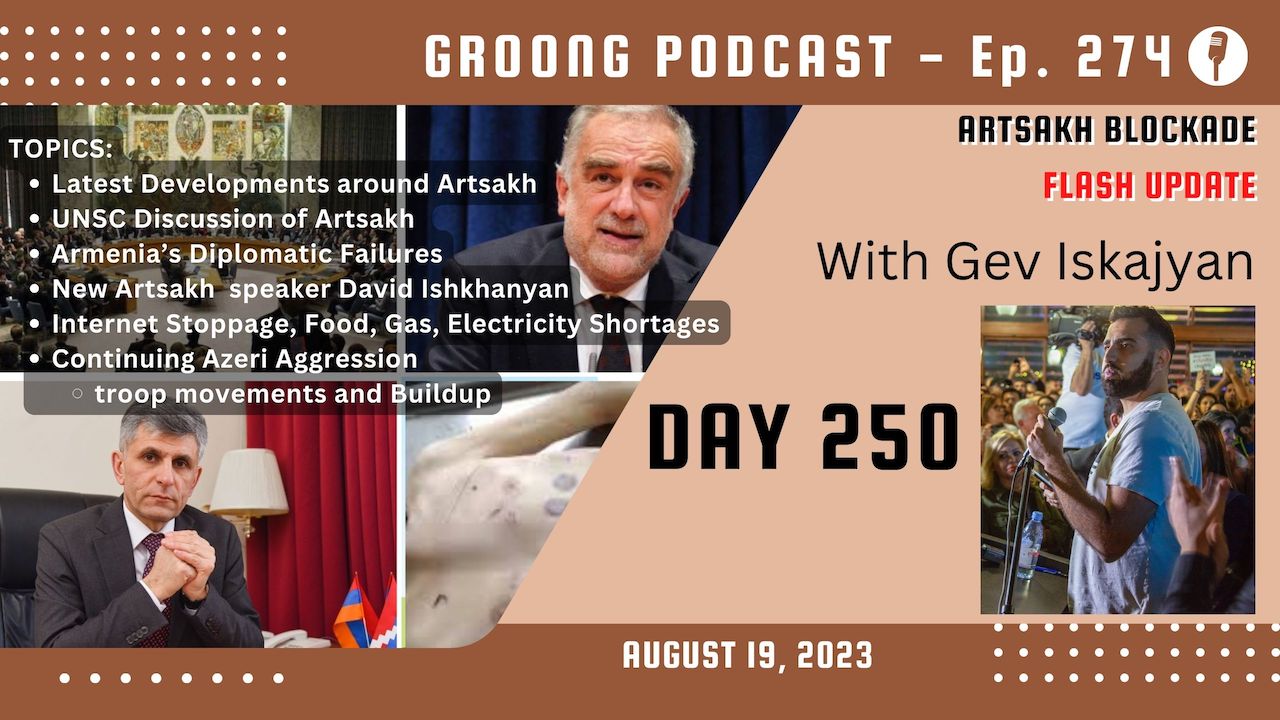 GROONG PODCAST - Ep. 274
ARTSAKH BLOCKADE
FLASH UPDATE
With Gev Iskajyan
TOPICS:
• Latest Developments around Artsakh
• UNSC Discussion of Artsakh
• Armenia’s Diplomatic Failures
• New Artsakh speaker David Ishkhanyan
• Internet Stoppage, Food, Gas, Electricity Shortages
• Continuing Azeri Aggression
○ troop movements and Buildup
DAY 250
AUGUST 19, 2023